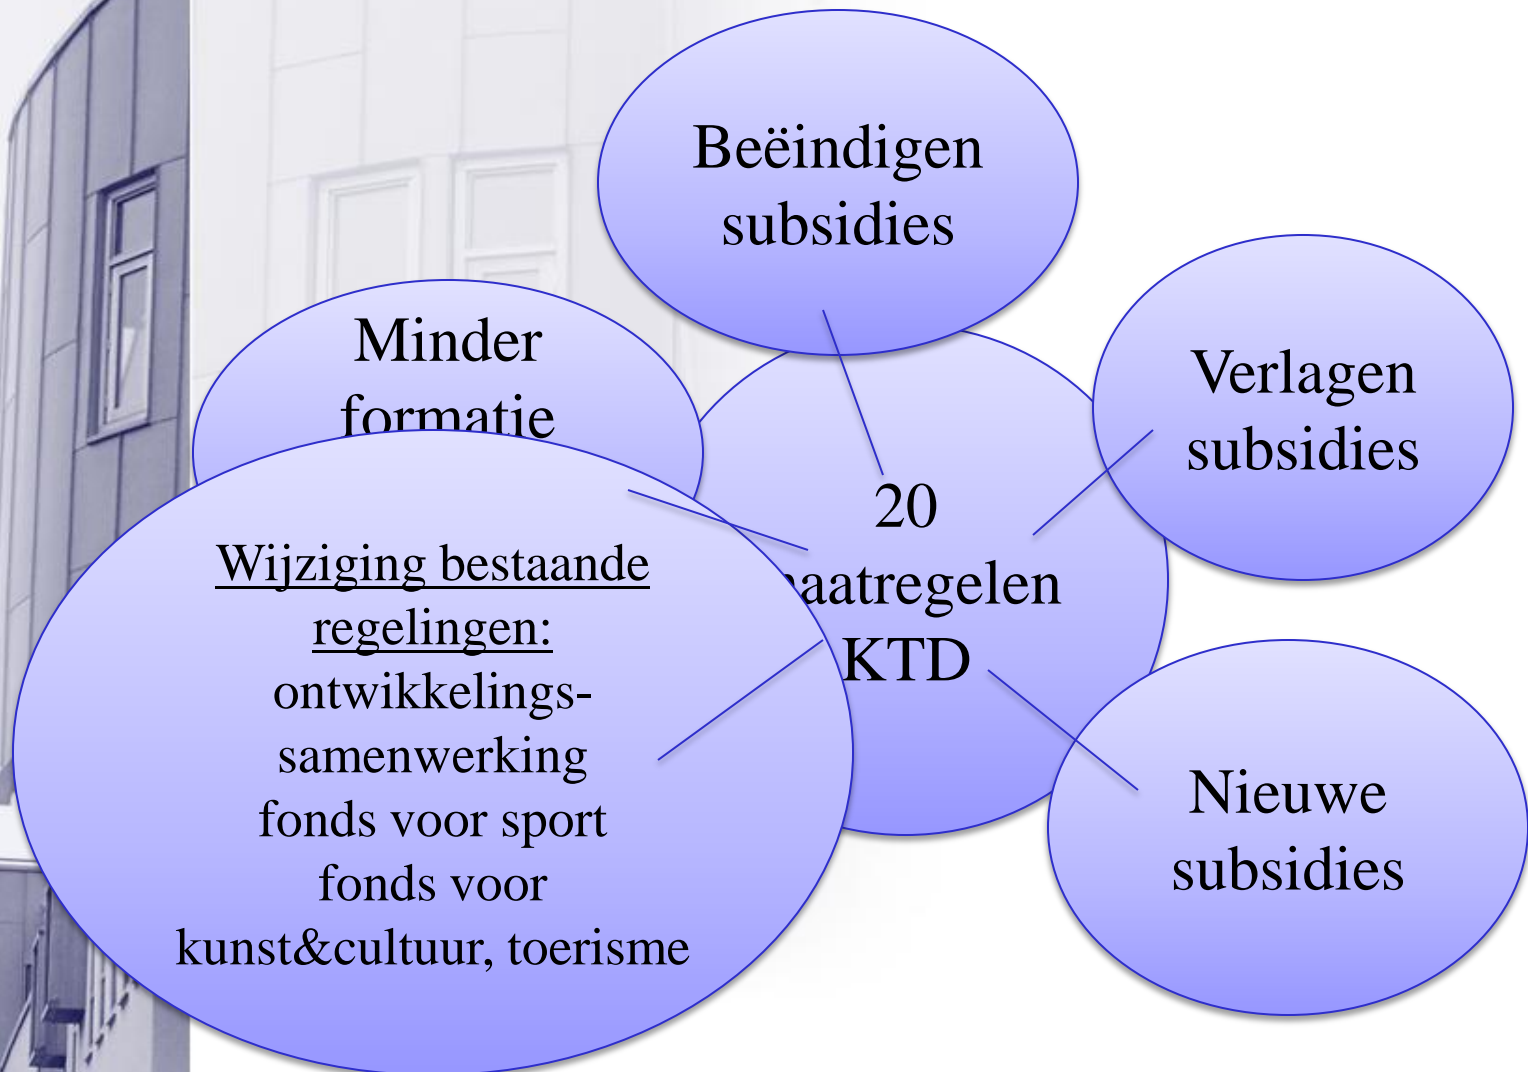 Beëindigen
subsidies
Minder
formatie
Verlagen
subsidies
20
maatregelen
KTD
Wijziging bestaande
regelingen:
ontwikkelings-
samenwerking
fonds voor sport
fonds voor
kunst&cultuur, toerisme
Nieuwe
subsidies